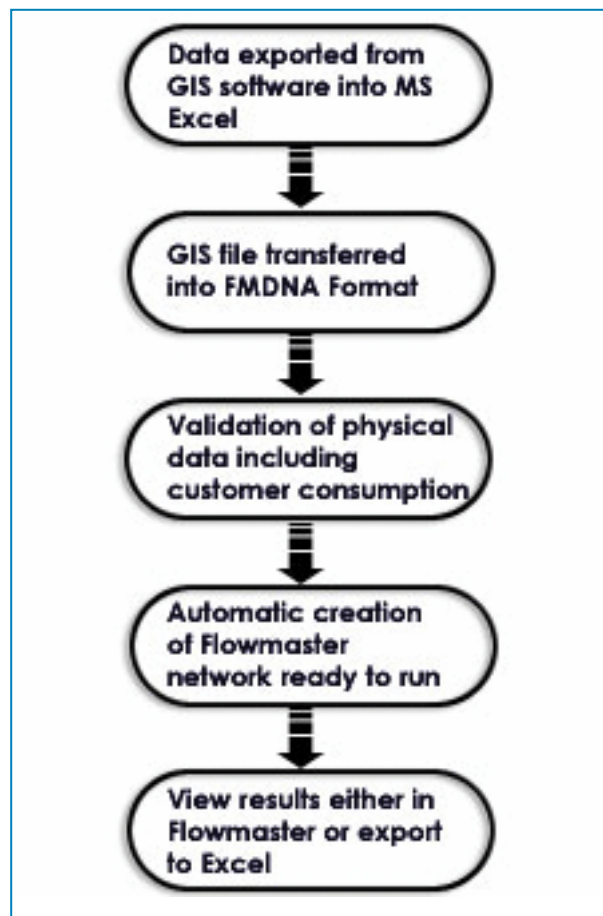 Data exported from
GIS software into MS
Excel
GIS file transferred
into FMDNA Format
Validation of physical
data including
customer consumption
Automatic creation
of Flowmaster
network ready to run
View results either in
Flowmaster or export
to Excel